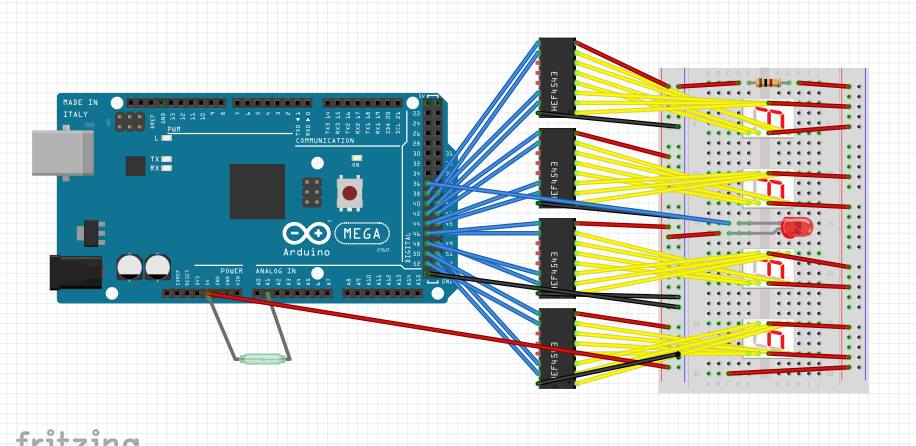 MADE IN
ITALY
AREF
13
12
11
10
9
8
7
6
5
4
3
2
1
0
PWM
L
TX
RX
TX0
RX0
TX3 14
RX3 15
TX2 16
RX2 17
TX1 18
RX1 19
SDA 20
SCL 21
COMMUNICATION
ON
5V
22
24
26
28
30
32
34
36
38
40
42
44
46
48
50
52
DIGITAL
GND
Arduino
MEGA
2560
POWER
ANALOG IN
IOREF
RESET
3V3
5V
GND
GND
VIN
A0
A1
A2
A3
A4
A5
A6
A7
A8
A9
A10
A11
A12
A13
A14
A15
HEF4543
HEF4543
HEF4543
HEF4543
fritzing